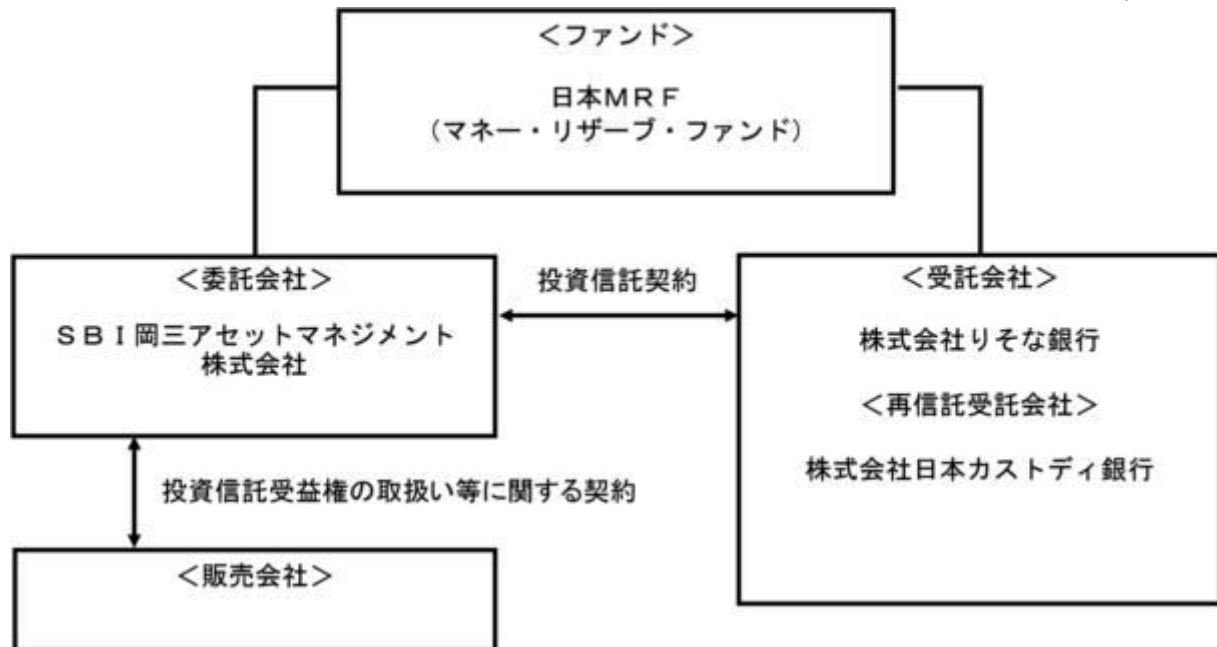 ＜ファンド＞
日本ＭＲＦ
（マネー・リザーブ・ファンド）
＜委託会社＞
ＳＢＩ岡三アセットマネジメント
株式会社
投資信託契約
＜受託会社＞
株式会社りそな銀行
＜再信託受託会社＞
株式会社日本カストディ銀行
投資信託受益権の取扱い等に関する契約
＜販売会社＞